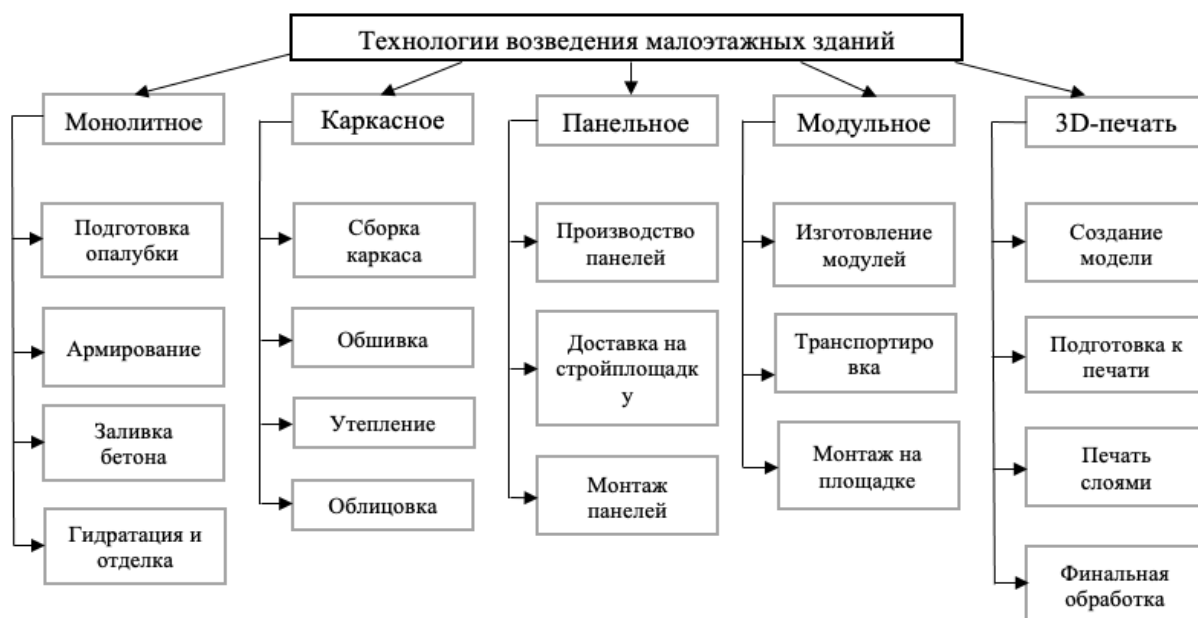 Технологии возведения малоэтажных зданий
Монолитное
Подготовка
опалубки
Армирование
Заливка
бетона
Гидратация и
отделка
Каркасное
Сборка
каркаса
Обшивка
Утепление
Облицовка
Панельное
Производство
панелей
Доставка на
стройплощадк
у
Монтаж
панелей
Модульное
Изготовление
модулей
Транспортиро
вка
Монтаж на
площадке
3D-печать
Создание
модели
Подготовка к
печати
Печать
слоями
Финальная
обработка